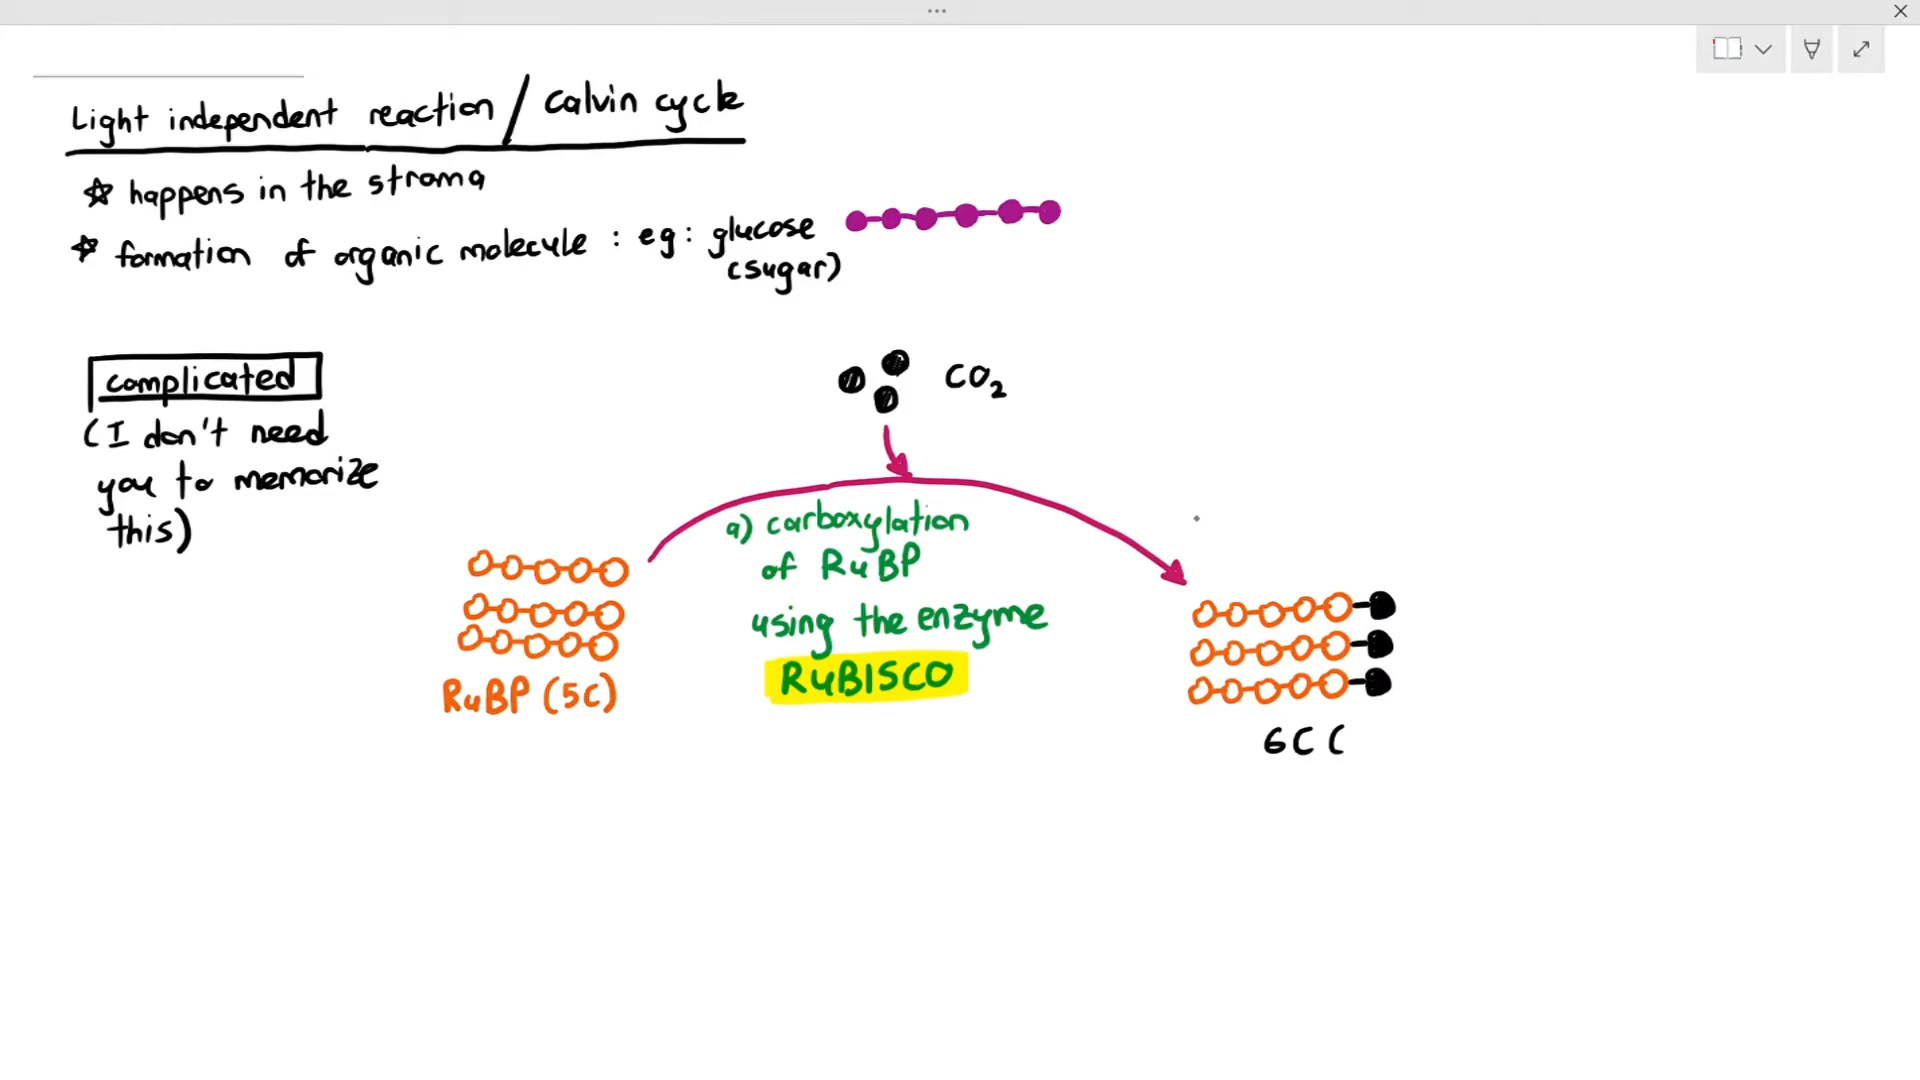 Light independent reaction / Calvin cycle
☆ happens in the stroma
☆ formation of organic molecule : eg : glucose
(sugar)
complicated
(I don't need
you to memorize
this)
CO₂
a) carboxylation
of RuBP
using the enzyme
RuBISCO
RuBP (5C)
6C (